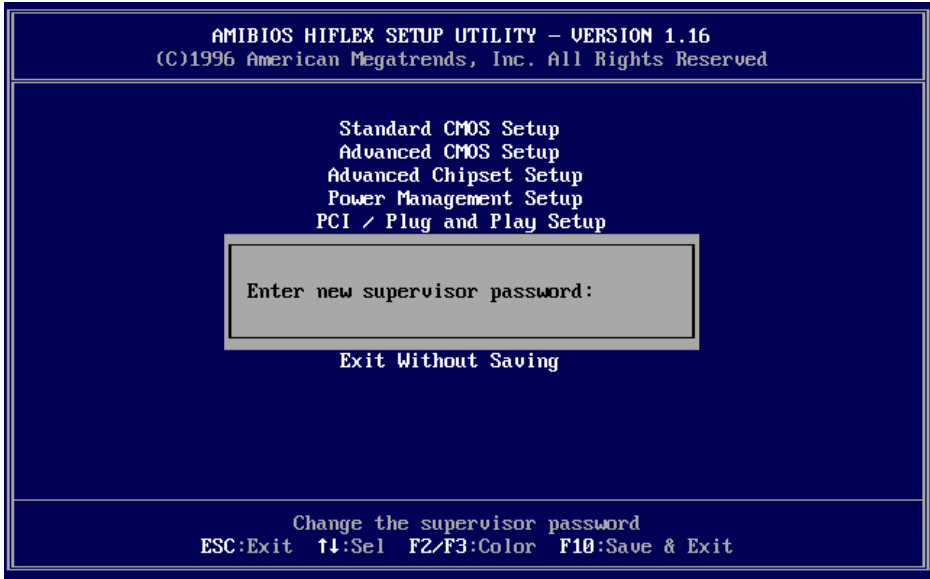 AMIBIOS HIFLEX SETUP UTILITY – VERSION 1.16
(C)1996 American Megatrends, Inc. All Rights Reserved
Standard CMOS Setup
Advanced CMOS Setup
Advanced Chipset Setup
Power Management Setup
PCI / Plug and Play Setup
Enter new supervisor password:
Exit Without Saving
Change the supervisor password
ESC:Exit ↑↓:Sel F2/F3:Color F10:Save & Exit